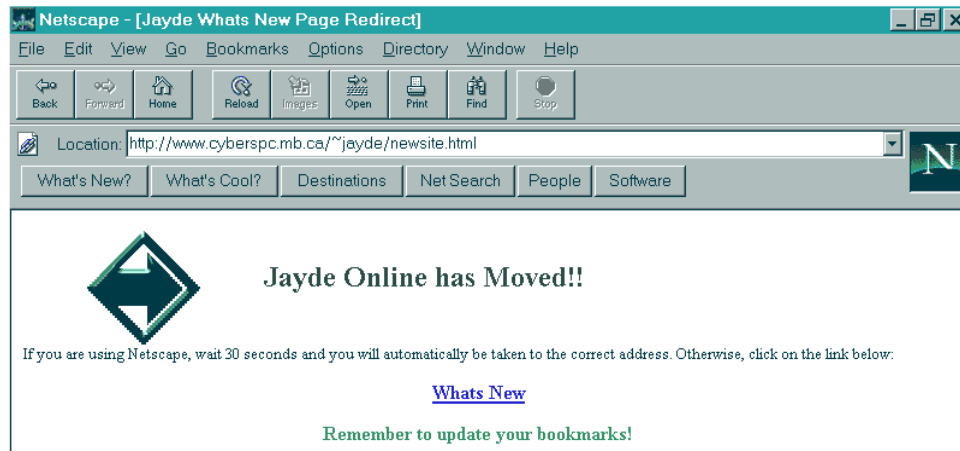 Netscape - [Jayde Whats New Page Redirect]
File Edit View Go Bookmarks Options Directory Window Help
Back Forward Home Reload Images Open Print Find Stop
Location: http://www.cyberspc.mb.ca/~jayde/newsite.html
N
What's New? What's Cool? Destinations Net Search People Software
Jayde Online has Moved!!
If you are using Netscape, wait 30 seconds and you will automatically be taken to the correct address. Otherwise, click on the link below:
Whats New
Remember to update your bookmarks!